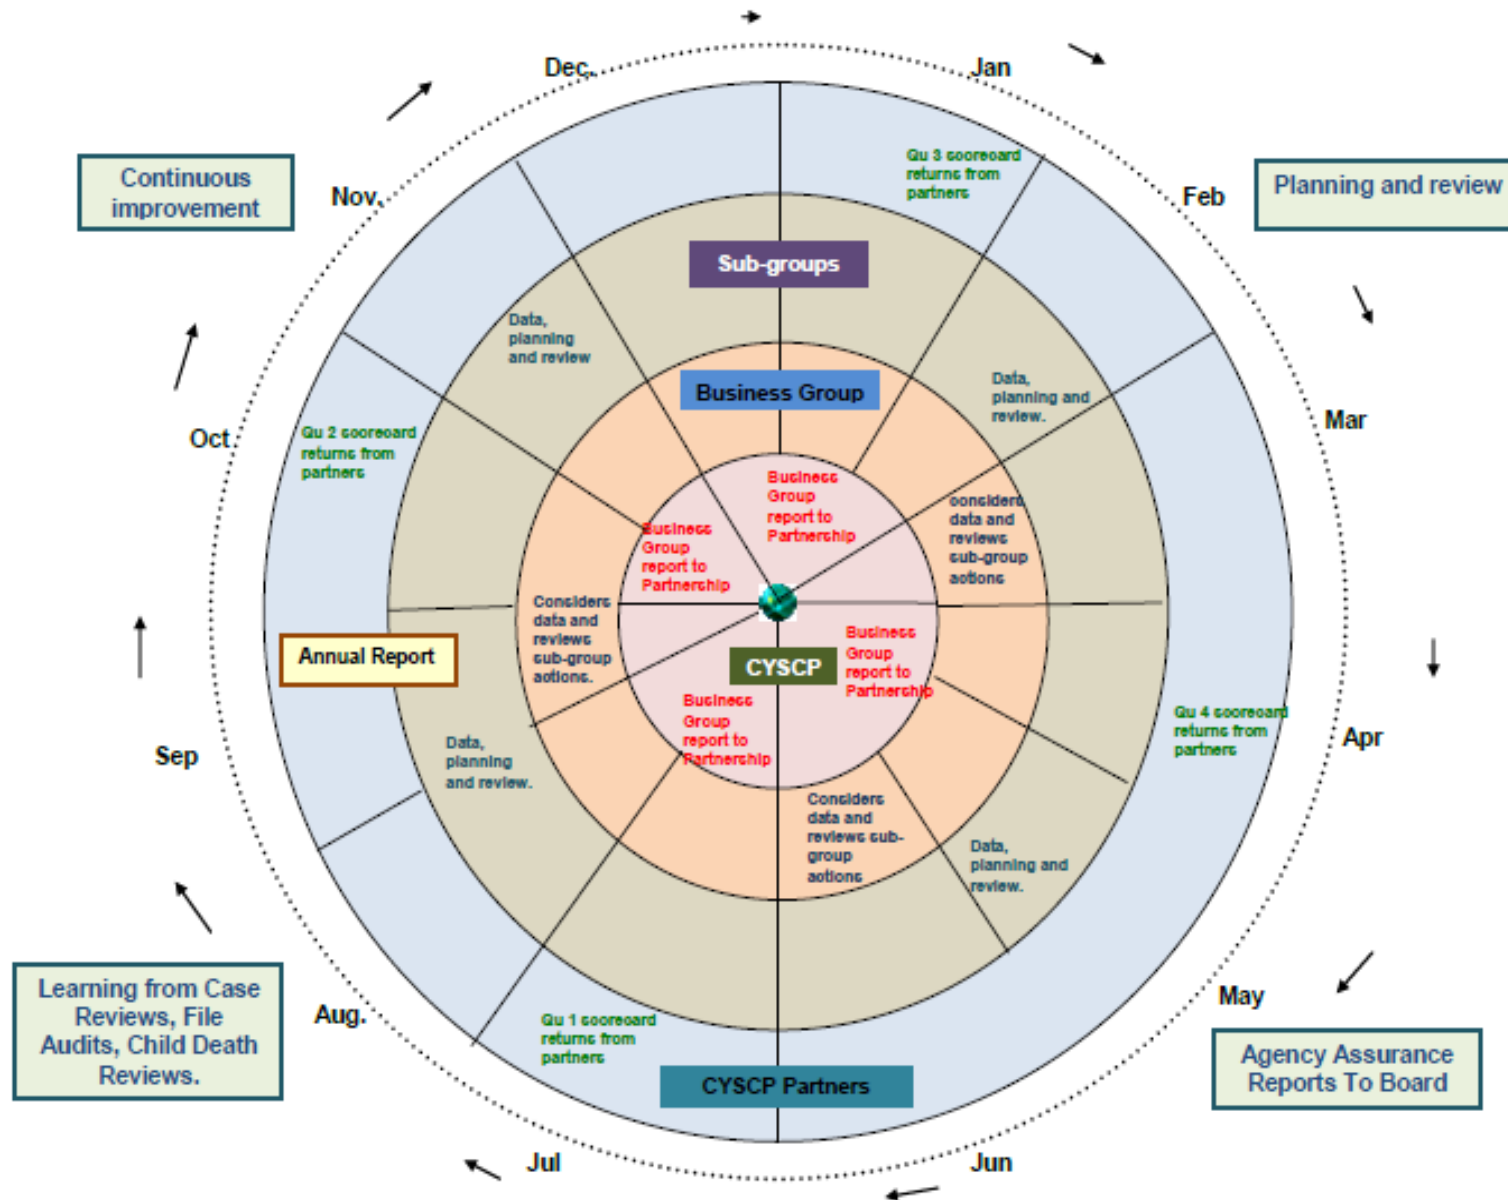 Dec.
Jan
Nov.
Feb
Continuous
improvement
Planning and review
Qu 3 scorecard
returns from
partners
Sub-groups
Data,
planning
and review
Business Group
Data,
planning and
review.
Mar
Oct.
Qu 2 scorecard
returns from
partners
Business
Group
report to
Partnership
Business
Group
report to
Partnership
considers
data and
reviews
sub-group
actions
Considers
data and
reviews
sub-group
actions.
Annual Report
CYSCP
Business
Group
report to
Partnership
Business
Group
report to
Partnership
Qu 4 scorecard
returns from
partners
Sep
Apr
Data,
planning
and review.
Considers
data and
reviews sub-
group
actions
Data,
planning and
review.
Learning from Case
Reviews, File
Audits, Child Death
Reviews.
Aug.
May
Qu 1 scorecard
returns from
partners
CYSCP Partners
Agency Assurance
Reports To Board
Jul
Jun